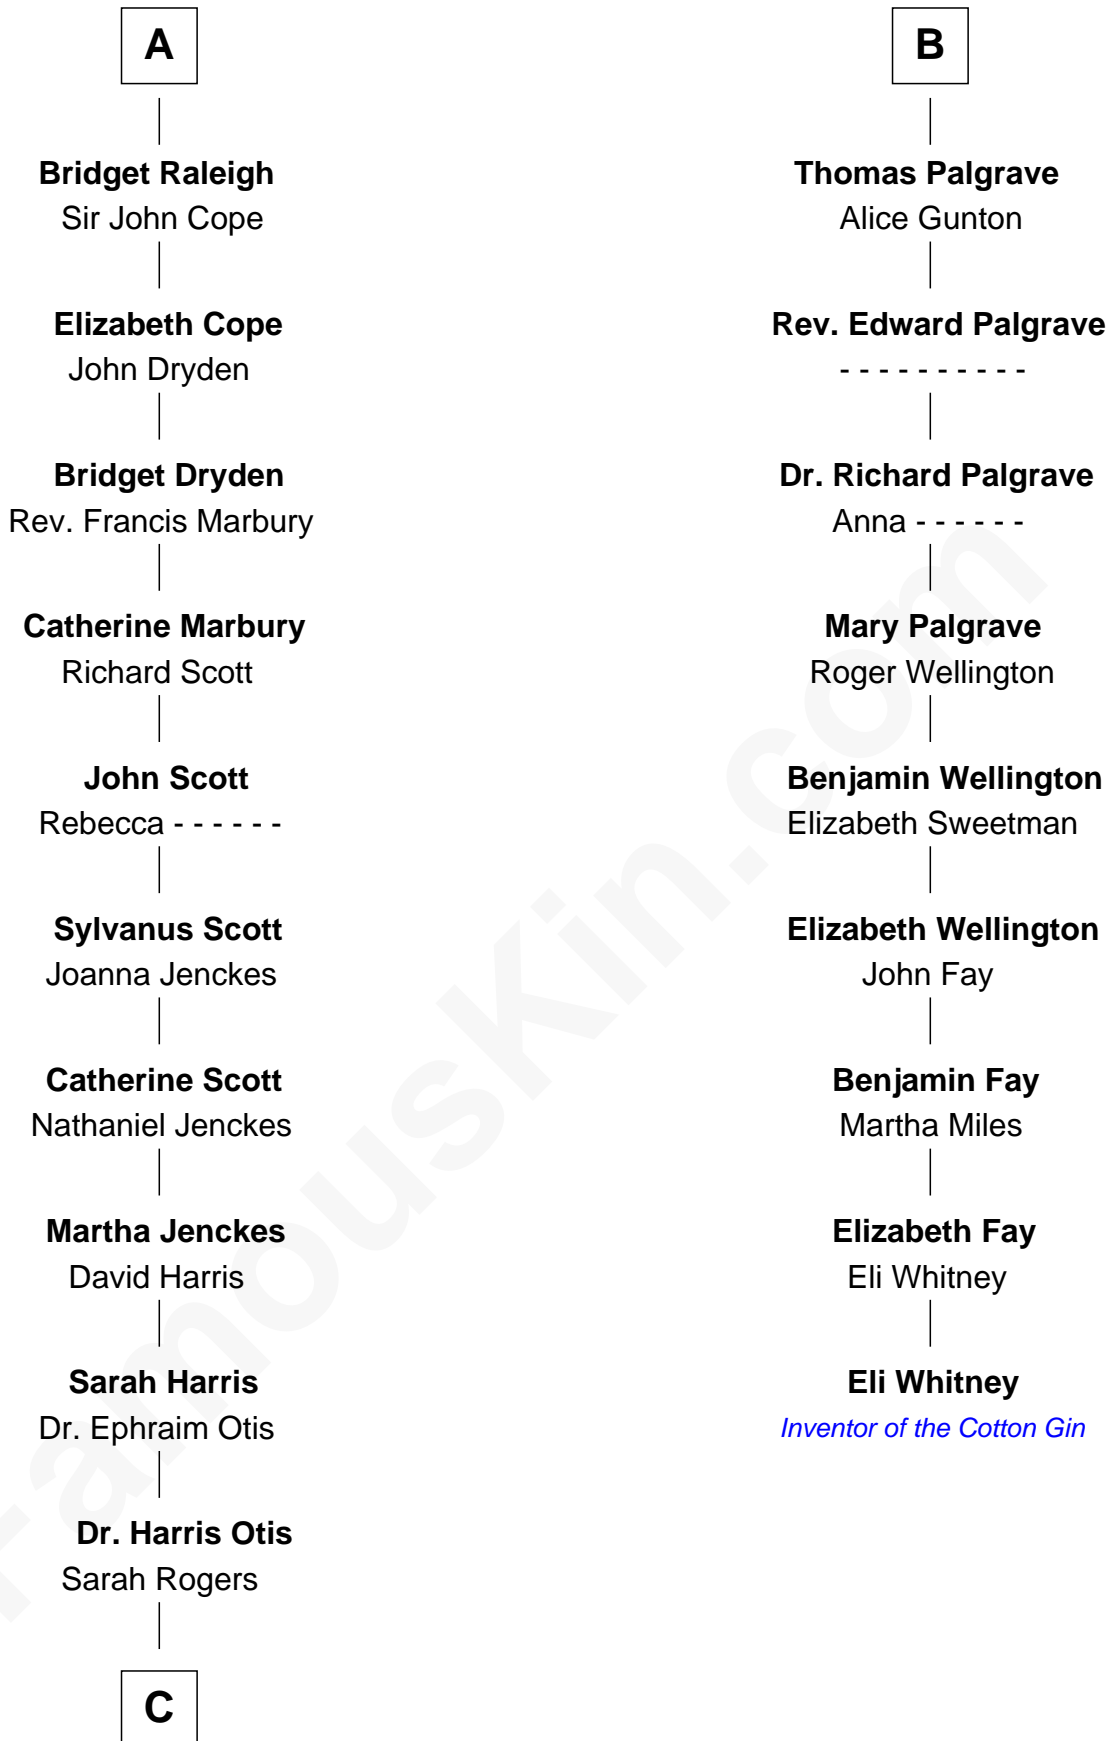 A
Bridget Raleigh
Sir John Cope
Elizabeth Cope
John Dryden
Bridget Dryden
Rev. Francis Marbury
Catherine Marbury
Richard Scott
John Scott
Rebecca - - - - - -
Sylvanus Scott
Joanna Jenckes
Catherine Scott
Nathaniel Jenckes
Martha Jenckes
David Harris
Sarah Harris
Dr. Ephraim Otis
Dr. Harris Otis
Sarah Rogers
C
B
Thomas Palgrave
Alice Gunton
Rev. Edward Palgrave
- - - - - - - - - -
Dr. Richard Palgrave
Anna - - - - - -
Mary Palgrave
Roger Wellington
Benjamin Wellington
Elizabeth Sweetman
Elizabeth Wellington
John Fay
Benjamin Fay
Martha Miles
Elizabeth Fay
Eli Whitney
Eli Whitney
Inventor of the Cotton Gin
FamousKin.com